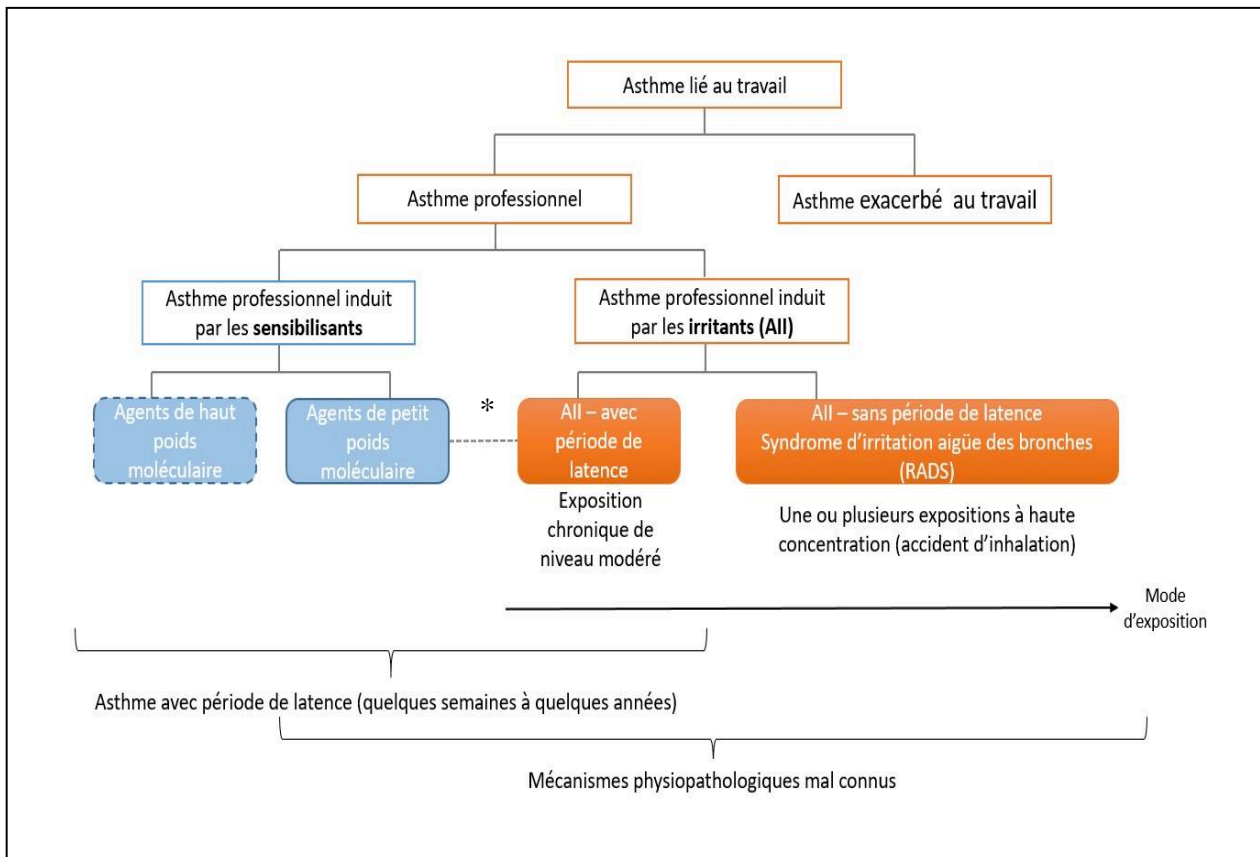 Asthme lié au travail
Asthme professionnel
Asthme exacerbé au travail
Asthme professionnel induit
par les sensibilisants
Asthme professionnel induit
par les irritants (AII)
Agents de haut
poids
moléculaire
Agents de petit
poids
moléculaire
*
AII – avec
période de
latence
AII – sans période de latence
Syndrome d’irritation aigüe des bronches
(RADS)
Exposition
chronique de
niveau modéré
Une ou plusieurs expositions à haute
concentration (accident d’inhalation)
Mode
d’exposition
Asthme avec période de latence (quelques semaines à quelques années)
Mécanismes physiopathologiques mal connus